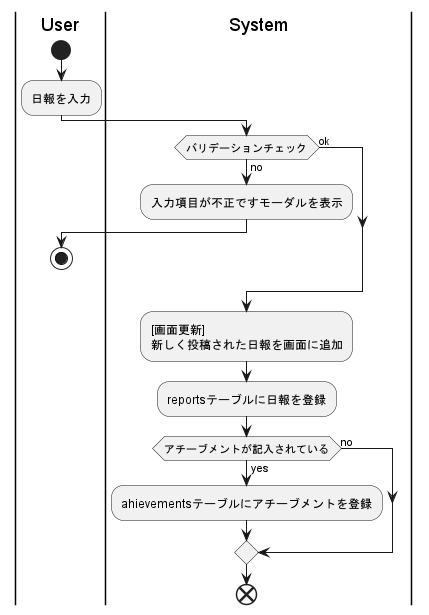 User
System
日報を入力
バリデーションチェック
ok
no
入力項目が不正ですモーダルを表示
[画面更新]
新しく投稿された日報を画面に追加
reportsテーブルに日報を登録
アチーブメントが記入されている
no
yes
ahievementsテーブルにアチーブメントを登録